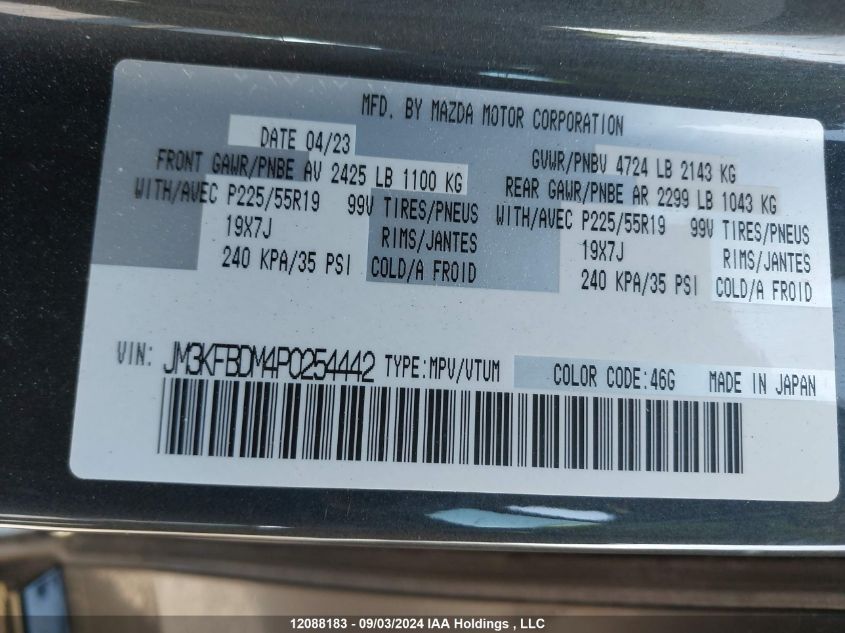 MFD. BY MAZDA MOTOR CORPORATION
DATE 04/23
GVWR/PNBV 4724 LB 2143 KG
FRONT GAWR/PNBE AV 2425 LB 1100 KG
REAR GAWR/PNBE AR 2299 LB 1043 KG
WITH/AVEC P225/55R19 99V TIRES/PNEUS
WITH/AVEC P225/55R19 99V TIRES/PNEUS
19X7J RIMS/JANTES
19X7J RIMS/JANTES
240 KPA/35 PSI COLD/A FROID
240 KPA/35 PSI COLD/A FROID
VIN: JM3KFBDM4P0254442 TYPE:MPV/VTUM COLOR CODE:46G MADE IN JAPAN
12088183 - 09/03/2024 IAA Holdings , LLC